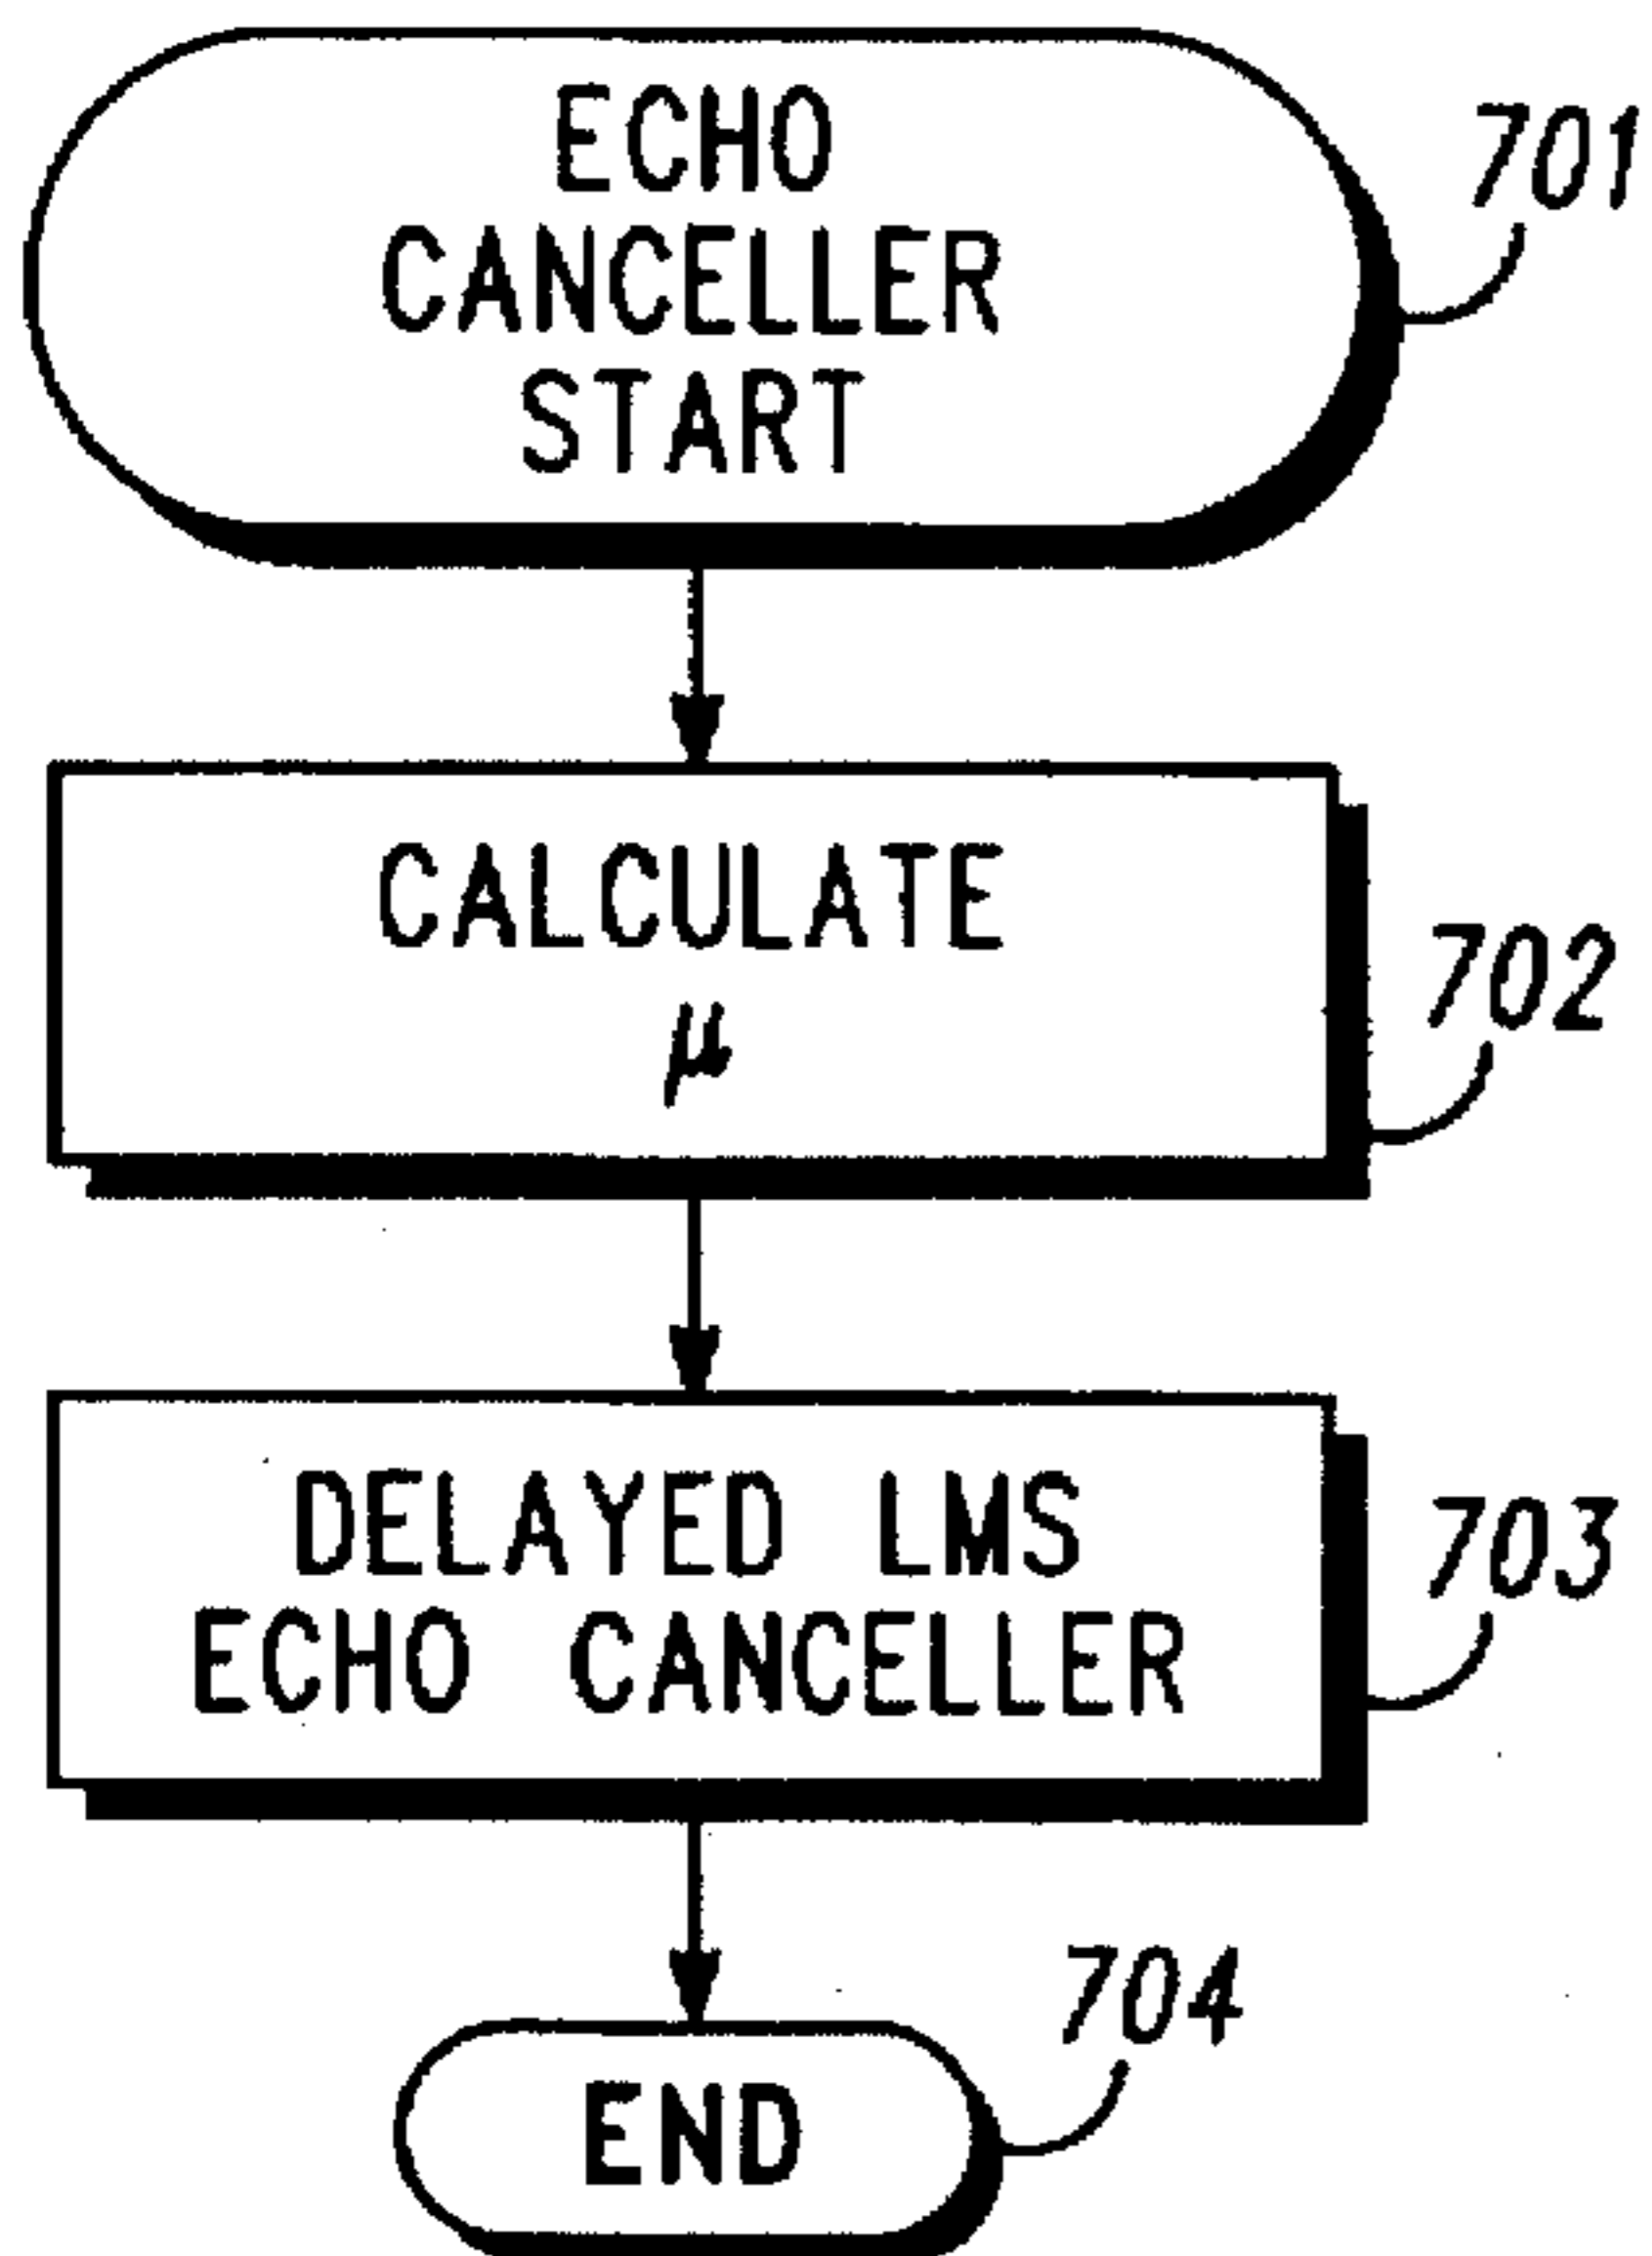 ECHO
CANCELLER
START
701
CALCULATE
μ
702
DELAYED LMS
ECHO CANCELLER
703
704
END